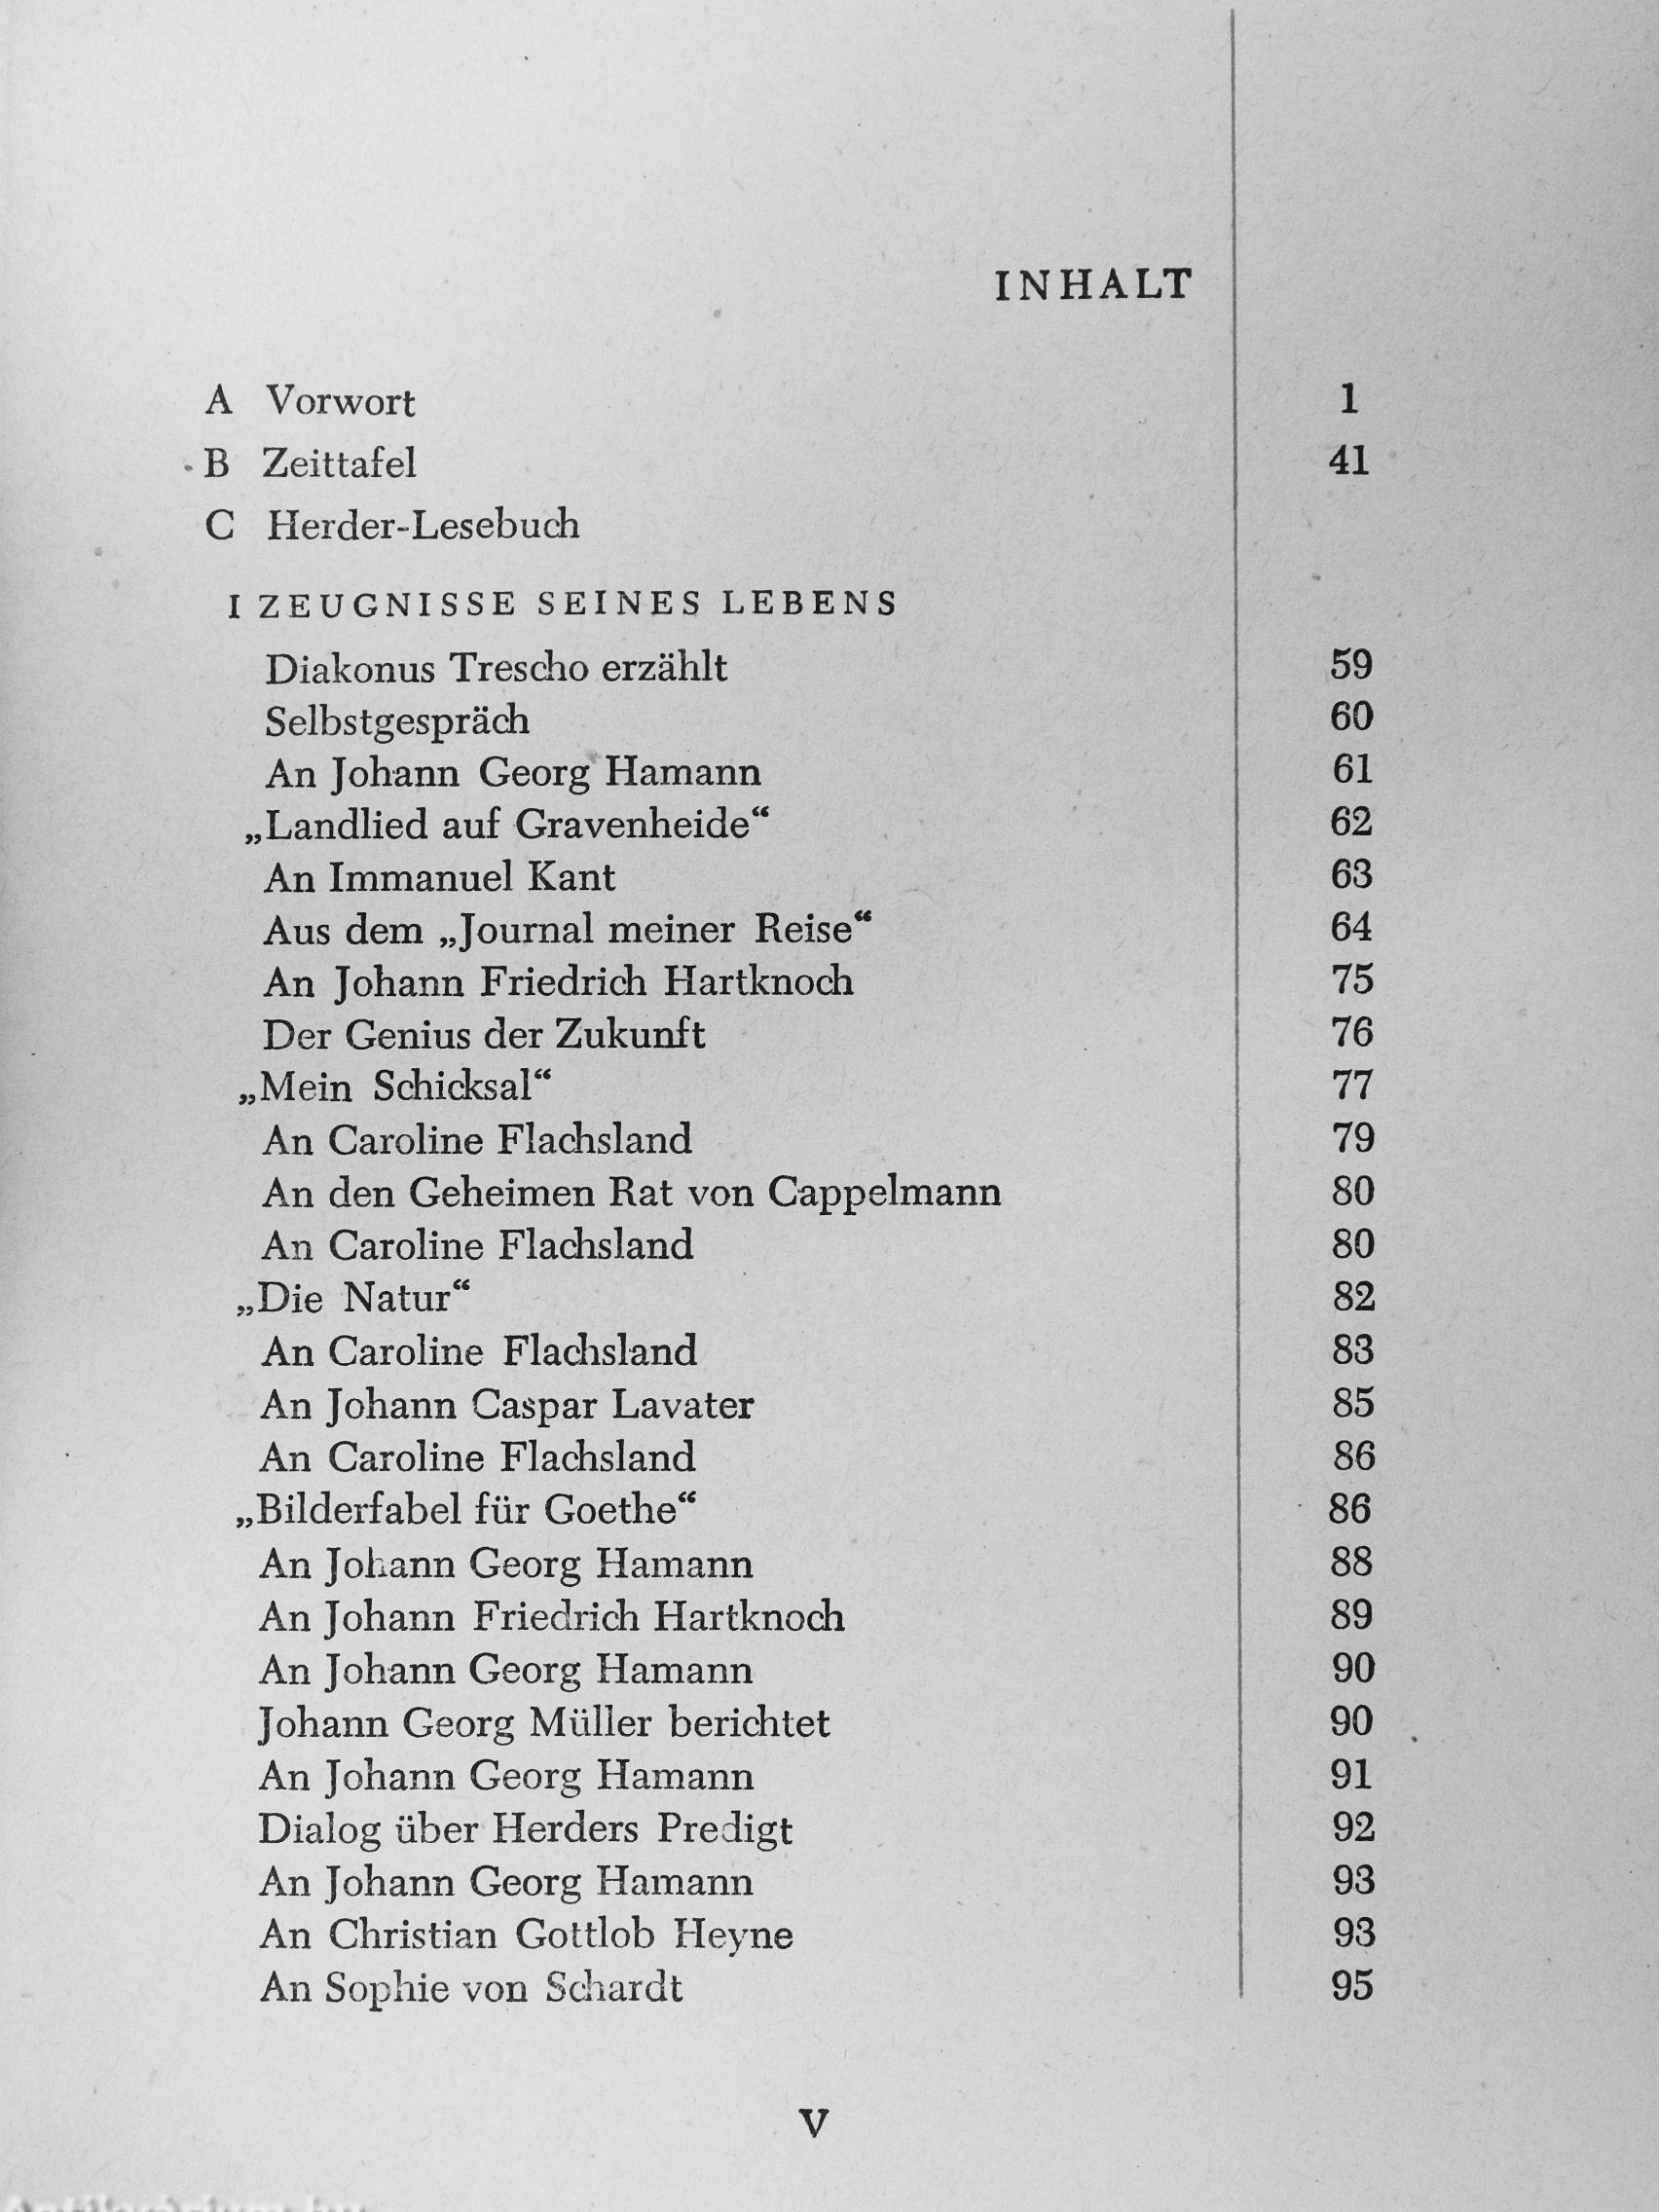 INHALT
A Vorwort 1
B Zeittafel 41
C Herder-Lesebuch
I ZEUGNISSE SEINES LEBENS
Diakonus Trescho erzählt 59
Selbstgespräch 60
An Johann Georg Hamann 61
„Landlied auf Gravenheide“ 62
An Immanuel Kant 63
Aus dem „Journal meiner Reise“ 64
An Johann Friedrich Hartknoch 75
Der Genius der Zukunft 76
„Mein Schicksal“ 77
An Caroline Flachsland 79
An den Geheimen Rat von Cappelmann 80
An Caroline Flachsland 80
„Die Natur“ 82
An Caroline Flachsland 83
An Johann Caspar Lavater 85
An Caroline Flachsland 86
„Bilderfabel für Goethe“ 86
An Johann Georg Hamann 88
An Johann Friedrich Hartknoch 89
An Johann Georg Hamann 90
Johann Georg Müller berichtet 90
An Johann Georg Hamann 91
Dialog über Herders Predigt 92
An Johann Georg Hamann 93
An Christian Gottlob Heyne 93
An Sophie von Schardt 95
V